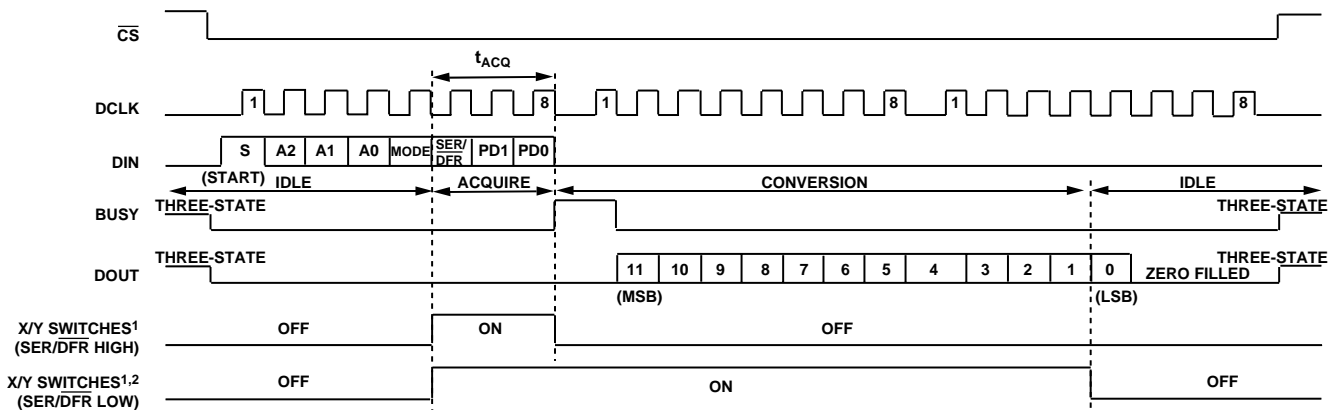 CS
tACQ
DCLK 1 8 1 8 1 8
DIN S A2 A1 A0 MODE SER/DFR PD1 PD0
(START) IDLE ACQUIRE CONVERSION IDLE
BUSY THREE-STATE THREE-STATE
DOUT THREE-STATE 11 10 9 8 7 6 5 4 3 2 1 0 ZERO FILLED THREE-STATE
(MSB) (LSB)
X/Y SWITCHES1 OFF ON OFF
(SER/DFR HIGH)
X/Y SWITCHES1,2 OFF ON OFF
(SER/DFR LOW)